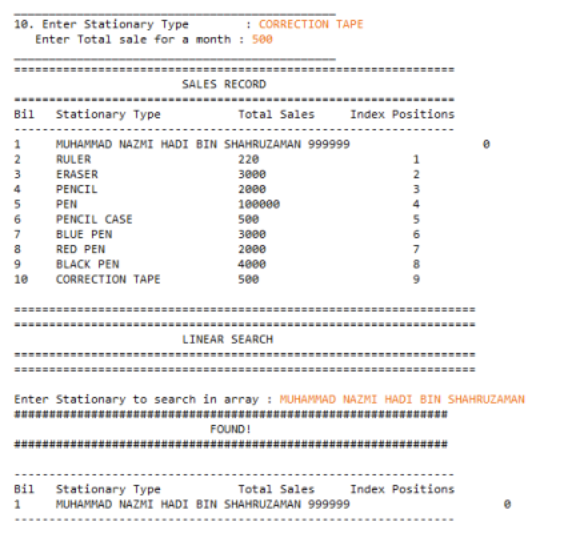 10. Enter Stationary Type : CORRECTION TAPE
Enter Total sale for a month : 500
================================================================
SALES RECORD
================================================================
Bil Stationary Type Total Sales Index Positions
----------------------------------------------------------------
1 MUHAMMAD NAZMI HADI BIN SHAHRUZAMAN 999999 0
2 RULER 220 1
3 ERASER 3000 2
4 PENCIL 2000 3
5 PEN 100000 4
6 PENCIL CASE 500 5
7 BLUE PEN 3000 6
8 RED PEN 2000 7
9 BLACK PEN 4000 8
10 CORRECTION TAPE 500 9
===================================================================
===================================================================
LINEAR SEARCH
===================================================================
===================================================================
Enter Stationary to search in array : MUHAMMAD NAZMI HADI BIN SHAHRUZAMAN
###############################################################
FOUND!
###############################################################
----------------------------------------------------------------
Bil Stationary Type Total Sales Index Positions
1 MUHAMMAD NAZMI HADI BIN SHAHRUZAMAN 999999 0
----------------------------------------------------------------